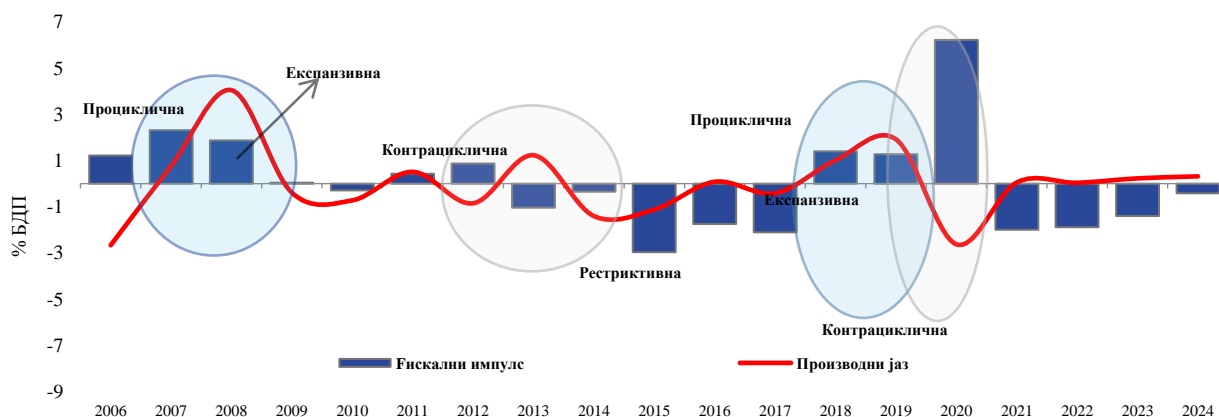 7
5
3
1
-1
-3
-5
-7
-9
% БДП
Експанзивна
Проциклична
Контрациклична
Проциклична
Експанзивна
Рестриктивна
Контрациклична
Fискални импулс
Производни јаз
2006 2007 2008 2009 2010 2011 2012 2013 2014 2015 2016 2017 2018 2019 2020 2021 2022 2023 2024